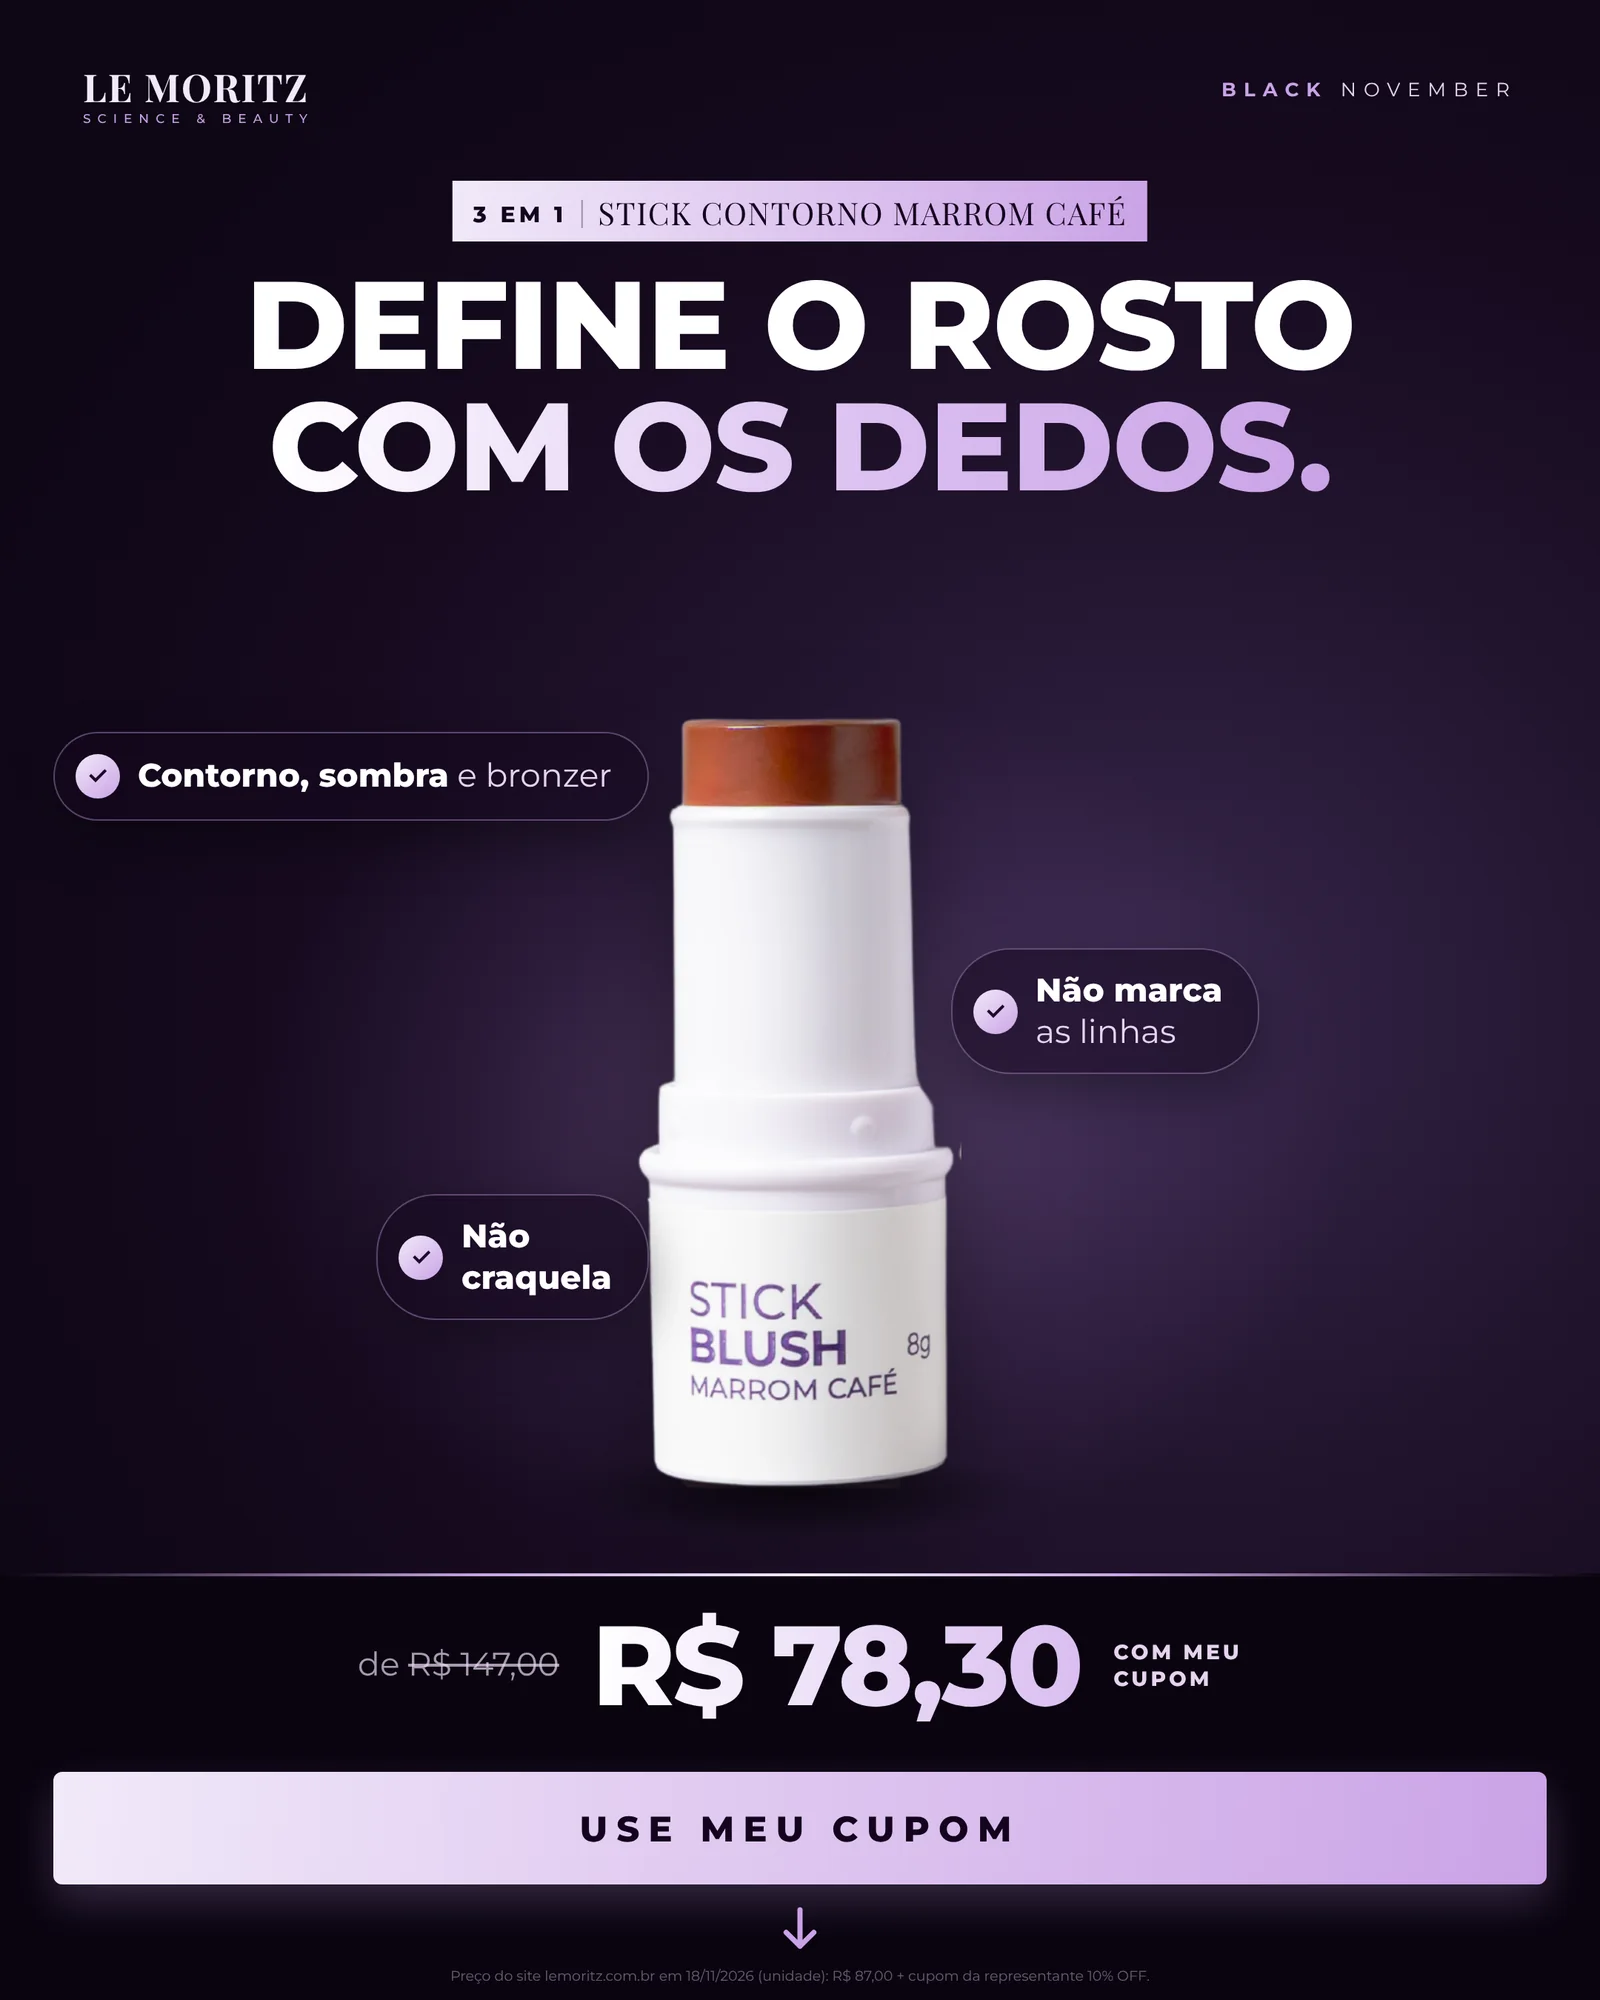 LE MORITZ
SCIENCE & BEAUTY
BLACK NOVEMBER
3 EM 1 | STICK CONTORNO MARROM CAFÉ
DEFINE O ROSTO
COM OS DEDOS.
Contorno, sombra e bronzer
Não marca
as linhas
Não
craquela
STICK
BLUSH
8g
MARROM CAFÉ
de R$ 147,00
R$ 78,30
COM MEU
CUPOM
USE MEU CUPOM
Preço do site lemoritz.com.br em 18/11/2026 (unidade): R$ 87,00 + cupom da representante 10% OFF.